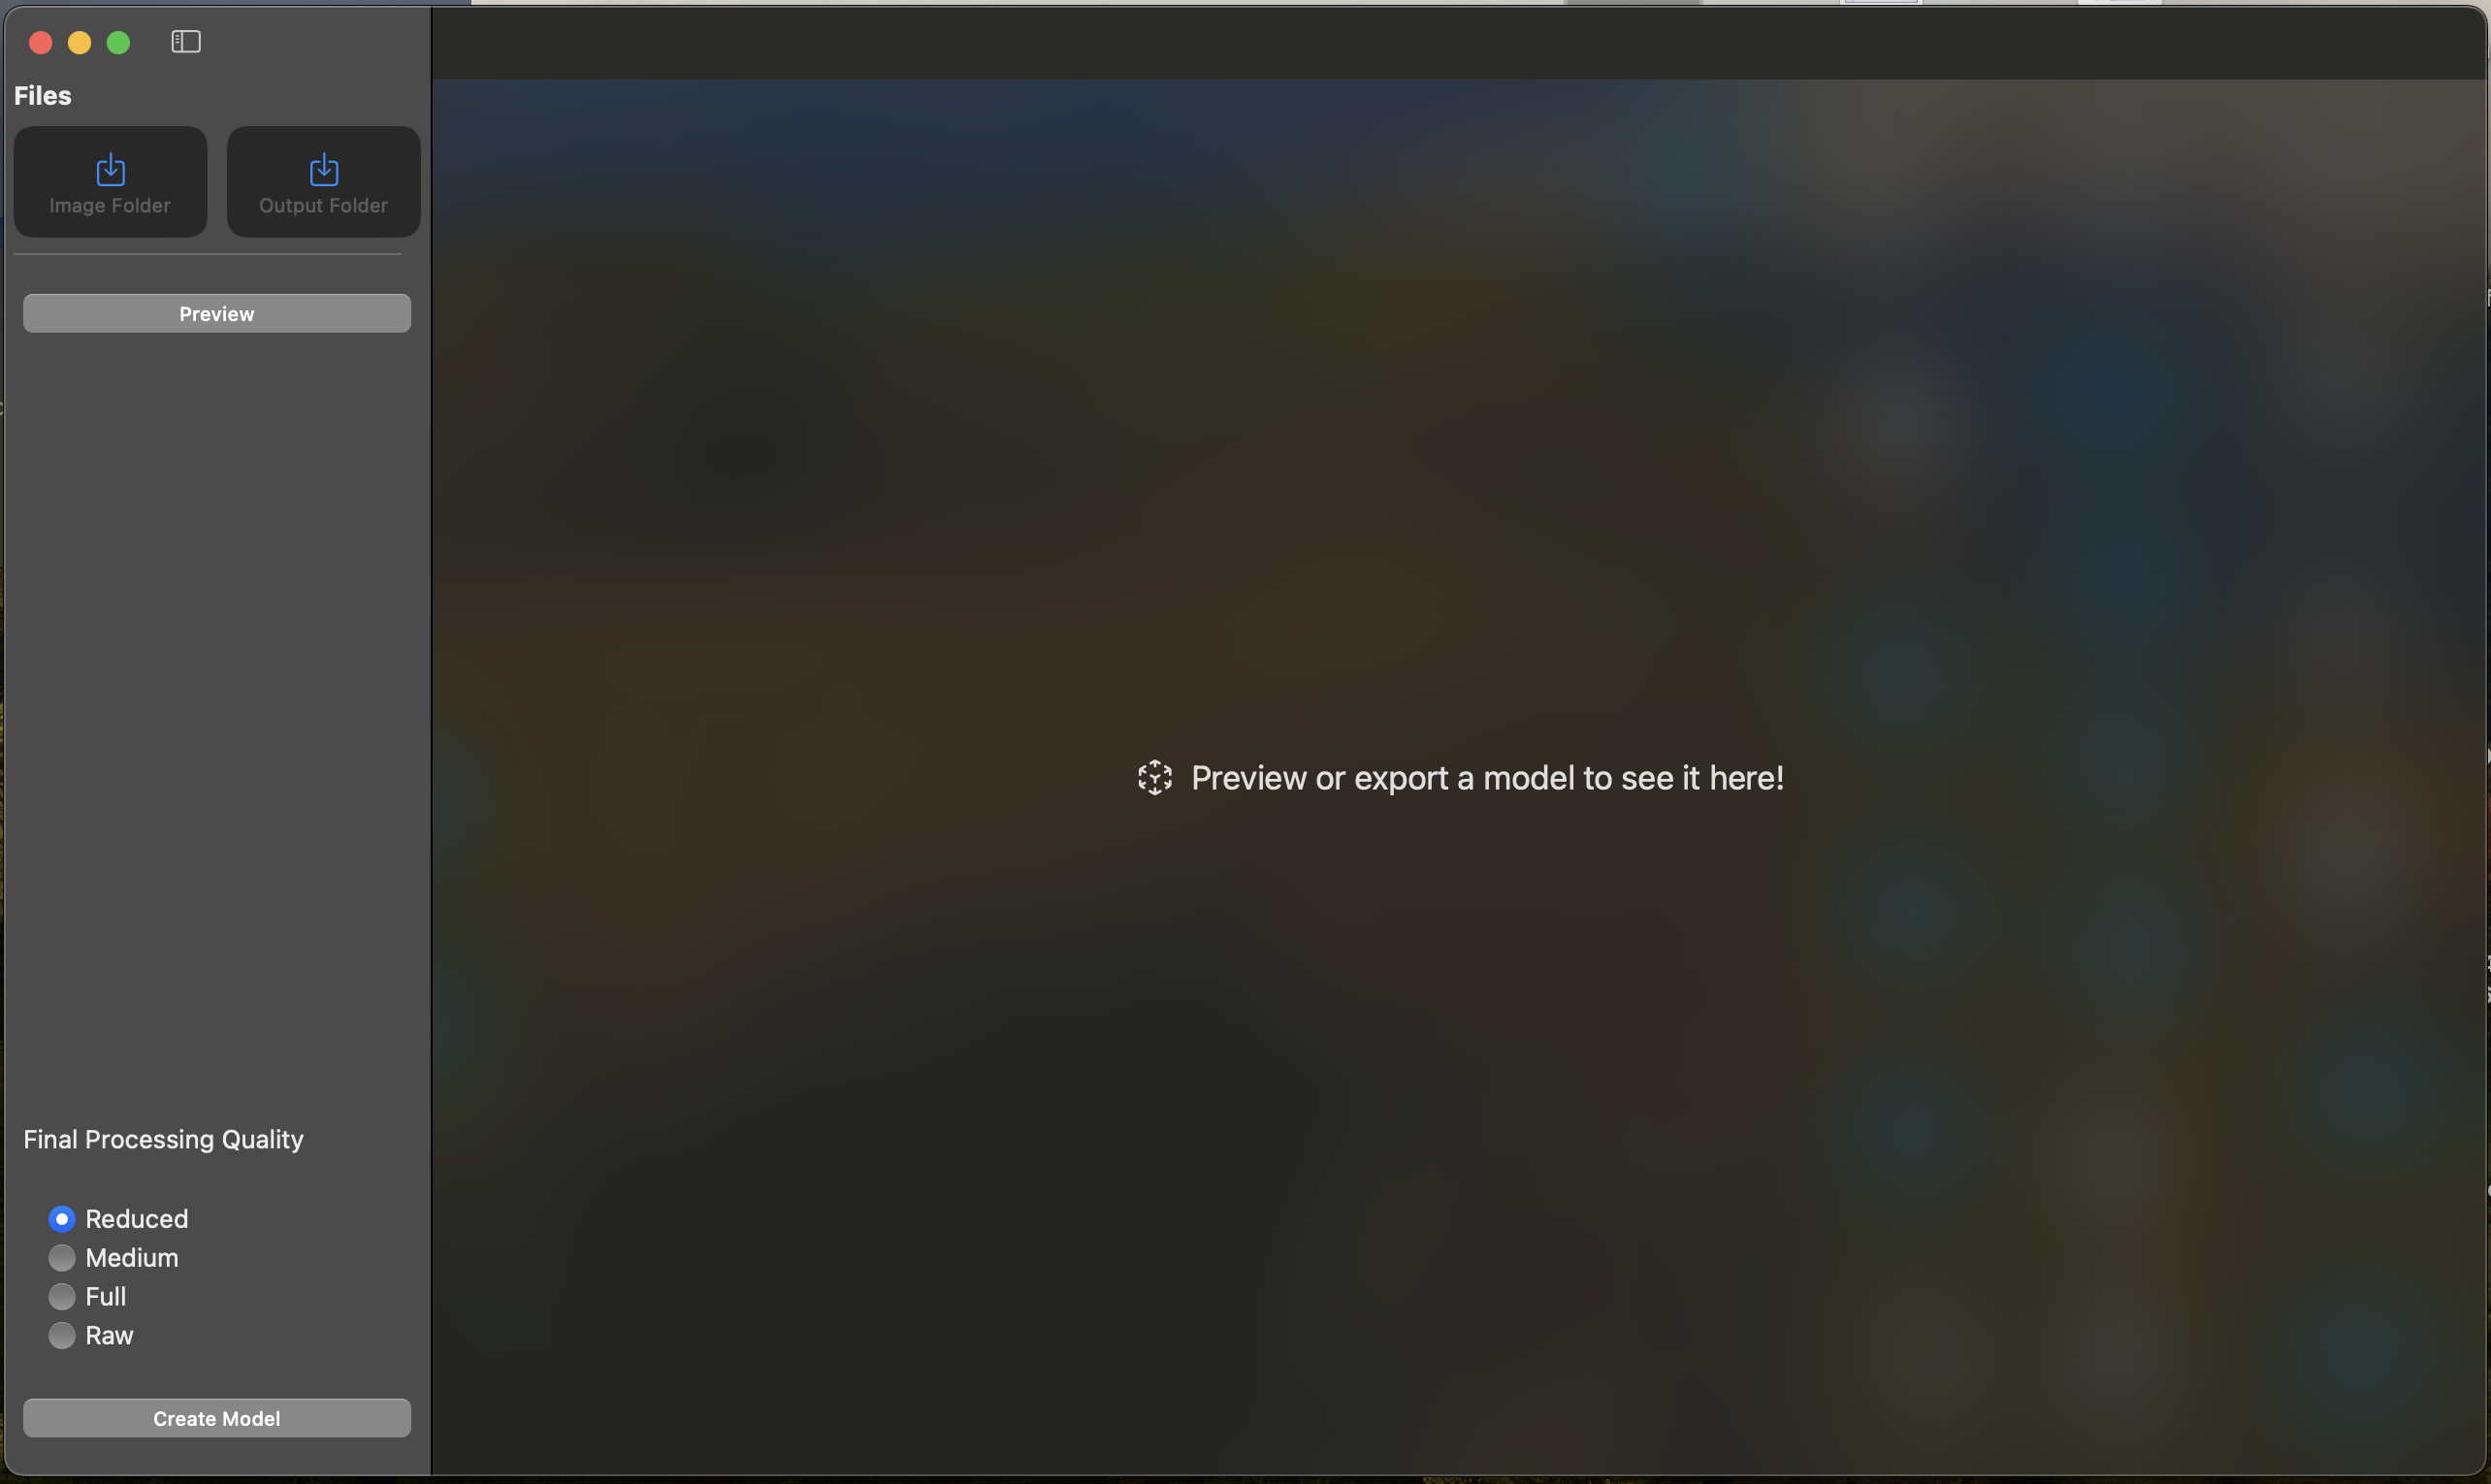 Files
Image Folder
Output Folder
Preview
Preview or export a model to see it here!
Final Processing Quality
Reduced
Medium
Full
Raw
Create Model